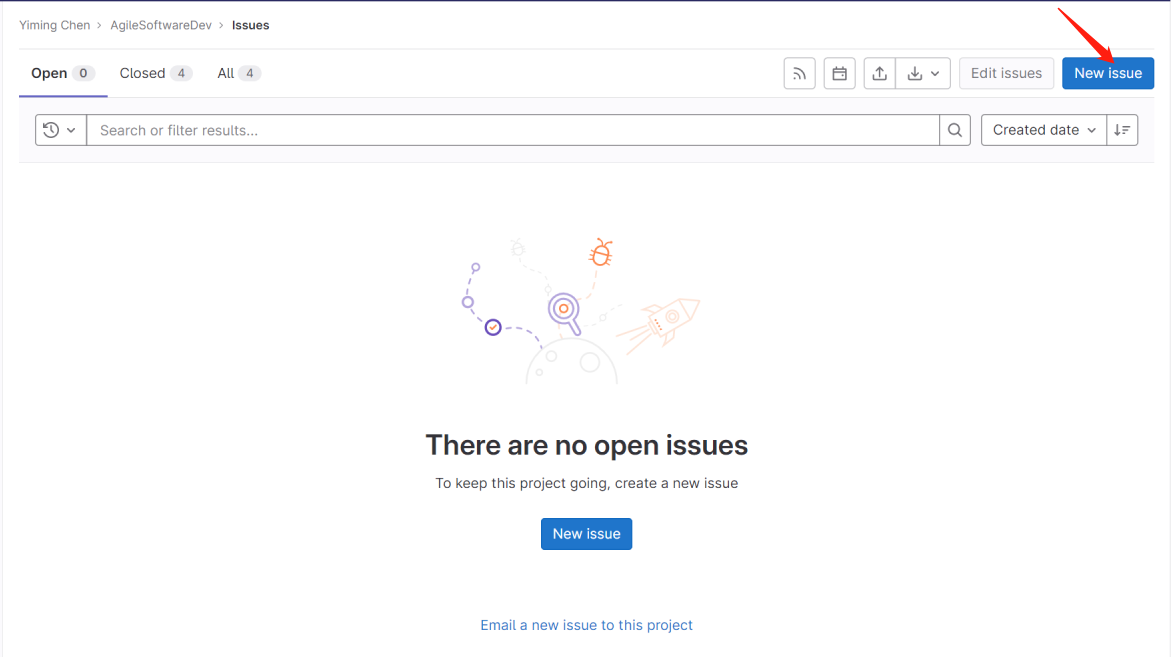 Yiming Chen > AgileSoftwareDev > Issues
Open 0 Closed 4 All 4 Edit issues New issue
Search or filter results... Created date
There are no open issues
To keep this project going, create a new issue
New issue
Email a new issue to this project